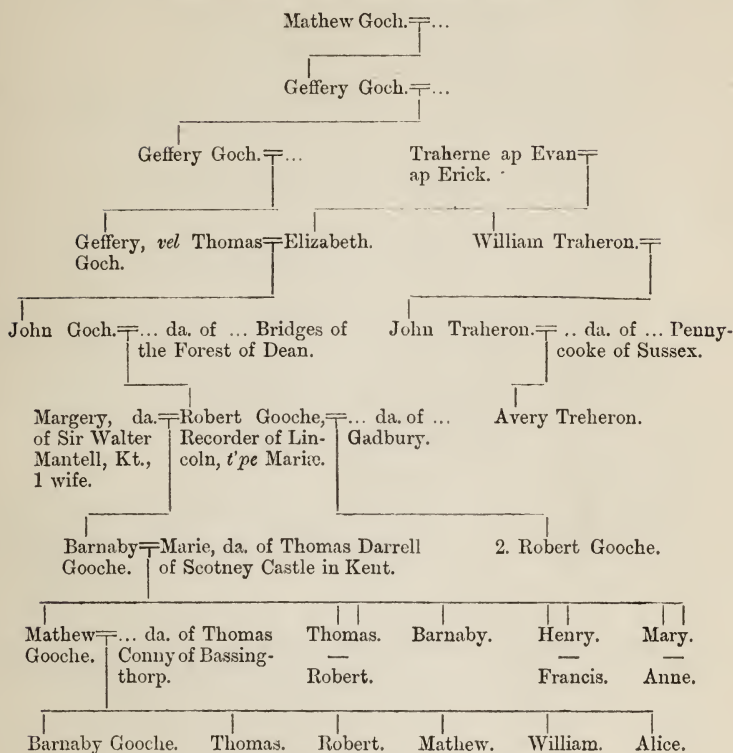 Mathew Goch. ...
Geffery Goch. ...
Geffery Goch. ... Traherne ap Evan
ap Erick.
Geffery, vel Thomas Elizabeth. William Traheron.
Goch.
John Goch. ... da. of ... Bridges of John Traheron. .. da. of ... Penny-
the Forest of Dean. cooke of Sussex.
Margery, da. Robert Gooche, ... da. of ... Avery Treheron.
of Sir Walter Recorder of Lin- Gadbury.
Mantell, Kt., coln, t'pe Mariæ.
1 wife.
Barnaby Marie, da. of Thomas Darrell 2. Robert Gooche.
Gooche. of Scotney Castle in Kent.
Mathew ... da. of Thomas Thomas. Barnaby. Henry. Mary.
Gooche. Conny of Bassing- — — —
thorp. Robert. Francis. Anne.
Barnaby Gooche. Thomas. Robert. Mathew. William. Alice.